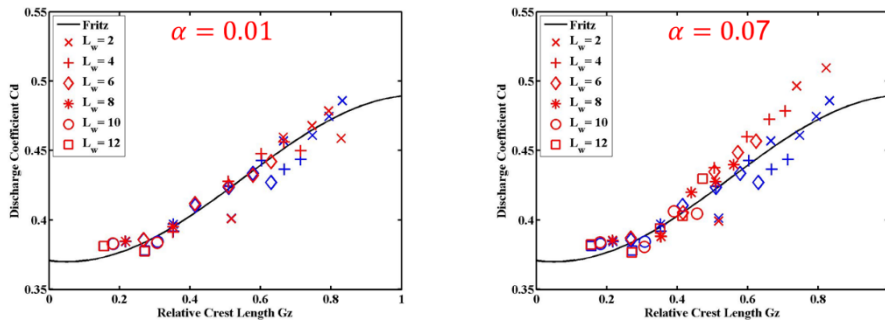 α = 0.01
Fritz
L_w = 2
L_w = 4
L_w = 6
L_w = 8
L_w = 10
L_w = 12
0.55
0.5
0.45
0.4
0.35
Discharge Coefficient Cd
0 0.2 0.4 0.6 0.8 1
Relative Crest Length Gz
α = 0.07
Fritz
L_w = 2
L_w = 4
L_w = 6
L_w = 8
L_w = 10
L_w = 12
0.55
0.5
0.45
0.4
0.35
Discharge Coefficient Cd
0 0.2 0.4 0.6 0.8
Relative Crest Length Gz